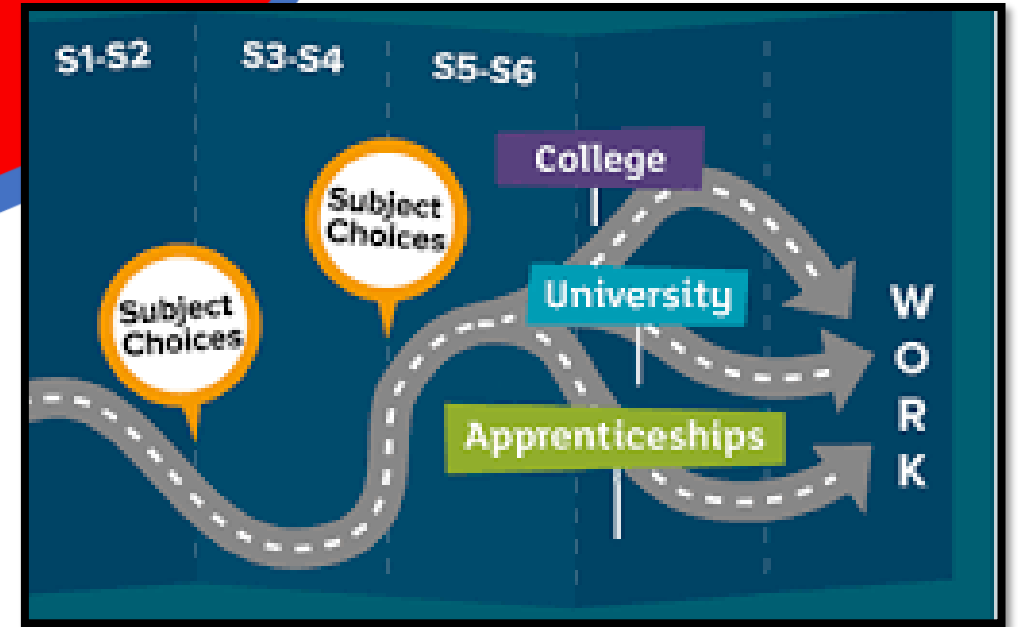 S1-S2
S3-S4
S5-S6
College
Subject
Choices
University
Subject
Choices
Apprenticeships
W
O
R
K